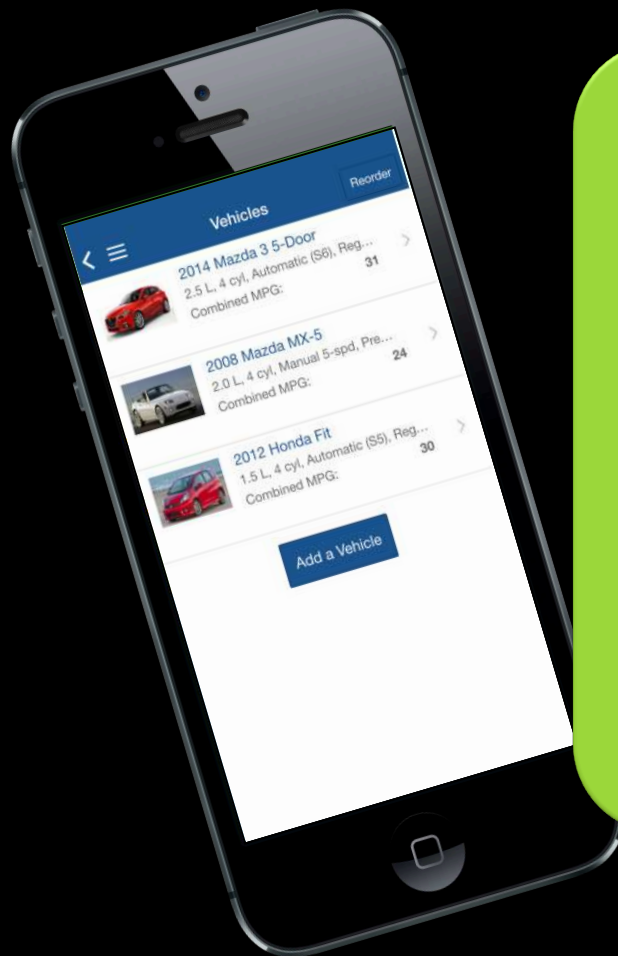 Vehicles
Reorder
2014 Mazda 3 5-Door
2.5 L, 4 cyl, Automatic (S6), Reg...
Combined MPG: 31
2008 Mazda MX-5
2.0 L, 4 cyl, Manual 5-spd, Pre...
Combined MPG: 24
2012 Honda Fit
1.5 L, 4 cyl, Automatic (S5), Reg...
Combined MPG: 30
Add a Vehicle